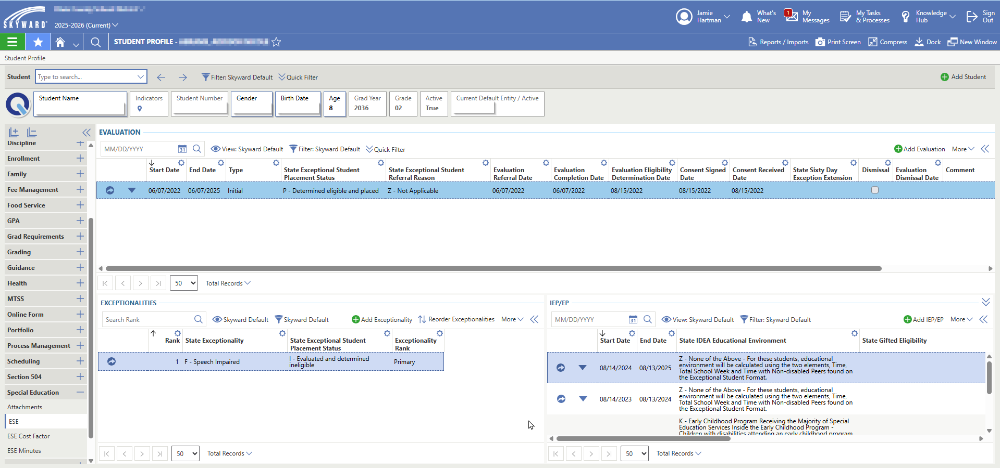 SKYWARD
2025-2026 (Current)
Jamie Hartman
What's New
1
My Messages
My Tasks & Processes
Knowledge Hub
Sign Out
STUDENT PROFILE -
Reports / Imports
Print Screen
Compress
Dock
New Window
Student Profile
Student
Type to search...
Filter: Skyward Default
Quick Filter
Add Student
Student Name
Indicators
Student Number
Gender
Birth Date
Age
8
Grad Year
2036
Grade
02
Active
True
Current Default Entity / Active
Discipline
Enrollment
Family
Fee Management
Food Service
GPA
Grad Requirements
Grading
Guidance
Health
MTSS
Online Form
Portfolio
Process Management
Scheduling
Section 504
Special Education
Attachments
ESE
ESE Cost Factor
ESE Minutes
EVALUATION
MM/DD/YYYY
31
View: Skyward Default
Filter: Skyward Default
Quick Filter
Add Evaluation
More
Start Date
End Date
Type
State Exceptional Student
Placement Status
State Exceptional Student
Referral Reason
Evaluation
Referral Date
Evaluation
Completion Date
Evaluation Eligibility
Determination Date
Consent Signed
Date
Consent Received
Date
State Sixty Day
Exception Extension
Dismissal
Evaluation
Dismissal Date
Comment
06/07/2022
06/07/2025
Initial
P - Determined eligible and placed
Z - Not Applicable
06/07/2022
06/07/2022
08/15/2022
08/15/2022
08/15/2022
50
Total Records
EXCEPTIONALITIES
Search Rank
Skyward Default
Skyward Default
Add Exceptionality
Reorder Exceptionalities
More
Rank
State Exceptionality
State Exceptional Student
Placement Status
Exceptionality
Rank
1
F - Speech Impaired
I - Evaluated and determined
ineligible
Primary
50
Total Records
IEP/EP
MM/DD/YYYY
31
View: Skyward Default
Filter: Skyward Default
Add IEP/EP
More
Start Date
End Date
State IDEA Educational Environment
State Gifted Eligibility
08/14/2024
08/13/2025
Z - None of the Above - For these students, educational
environment will be calculated using the two elements, Time,
Total School Week and Time with Non-disabled Peers found on
the Exceptional Student Format.
08/14/2023
08/13/2024
Z - None of the Above - For these students, educational
environment will be calculated using the two elements, Time,
Total School Week and Time with Non-disabled Peers found on
the Exceptional Student Format.
K - Early Childhood Program Receiving the Majority of Special
Education Services Inside the Early Childhood Program -
Children with disabilities attending an early childhood program
50
Total Records